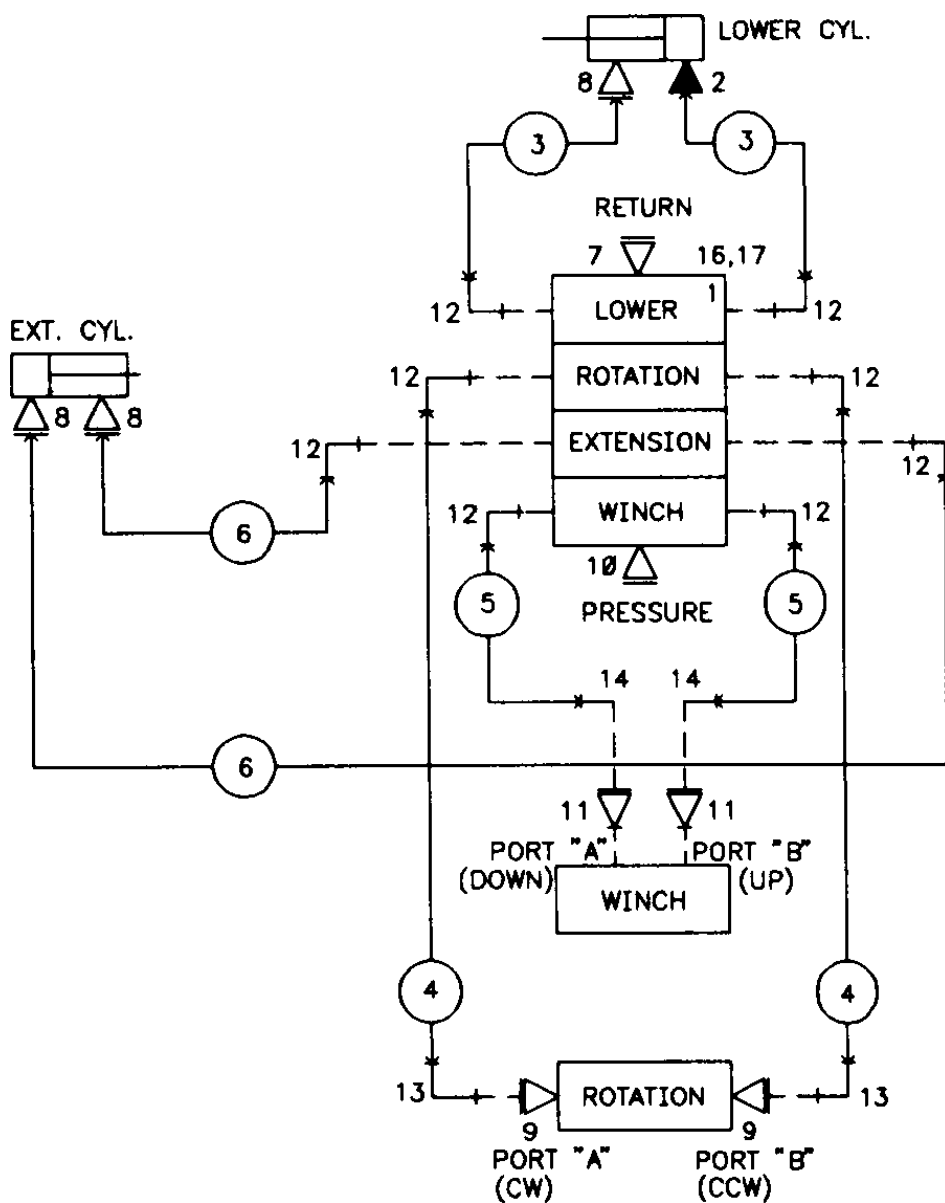 LOWER CYL.
8
2
3
3
RETURN
7
16,17
1
12
LOWER
12
EXT. CYL.
12
ROTATION
12
8
8
12
EXTENSION
12
12
WINCH
12
6
10
5
5
PRESSURE
14
14
6
11
11
PORT "A"
(DOWN)
PORT "B"
(UP)
WINCH
4
4
13
ROTATION
13
9
9
PORT "A"
(CW)
PORT "B"
(CCW)